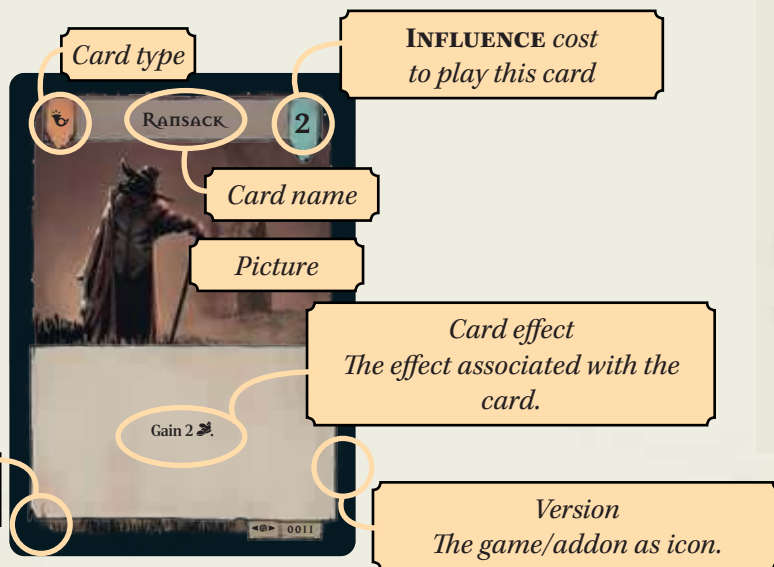 Card type
INFLUENCE cost
to play this card
RANSACK
2
Card name
Picture
Card effect
The effect associated with the
card.
Gain 2 .
Version
The game/addon as icon.
0011